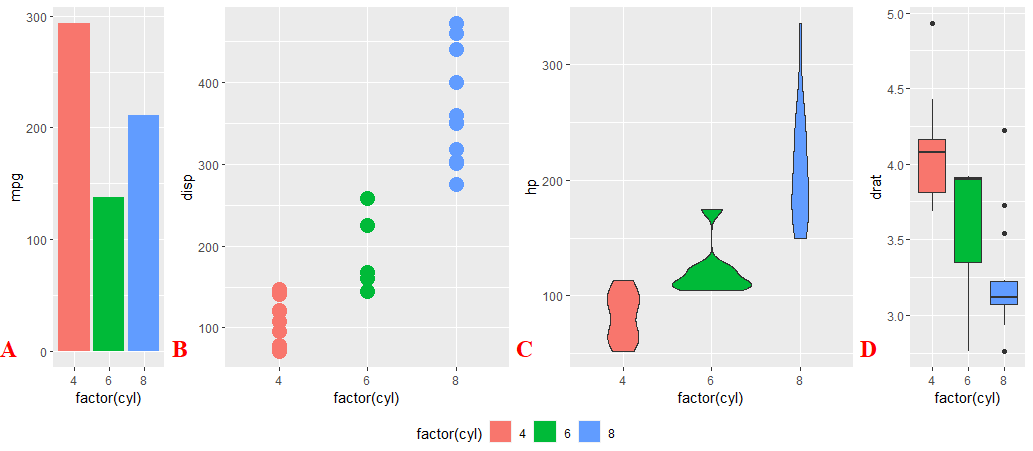 300
200
100
0
mpg
4 6 8
factor(cyl)
A
400
300
200
100
disp
4 6 8
factor(cyl)
B
300
200
100
hp
4 6 8
factor(cyl)
C
5.0
4.5
4.0
3.5
3.0
drat
4 6 8
factor(cyl)
D
factor(cyl) 4 6 8